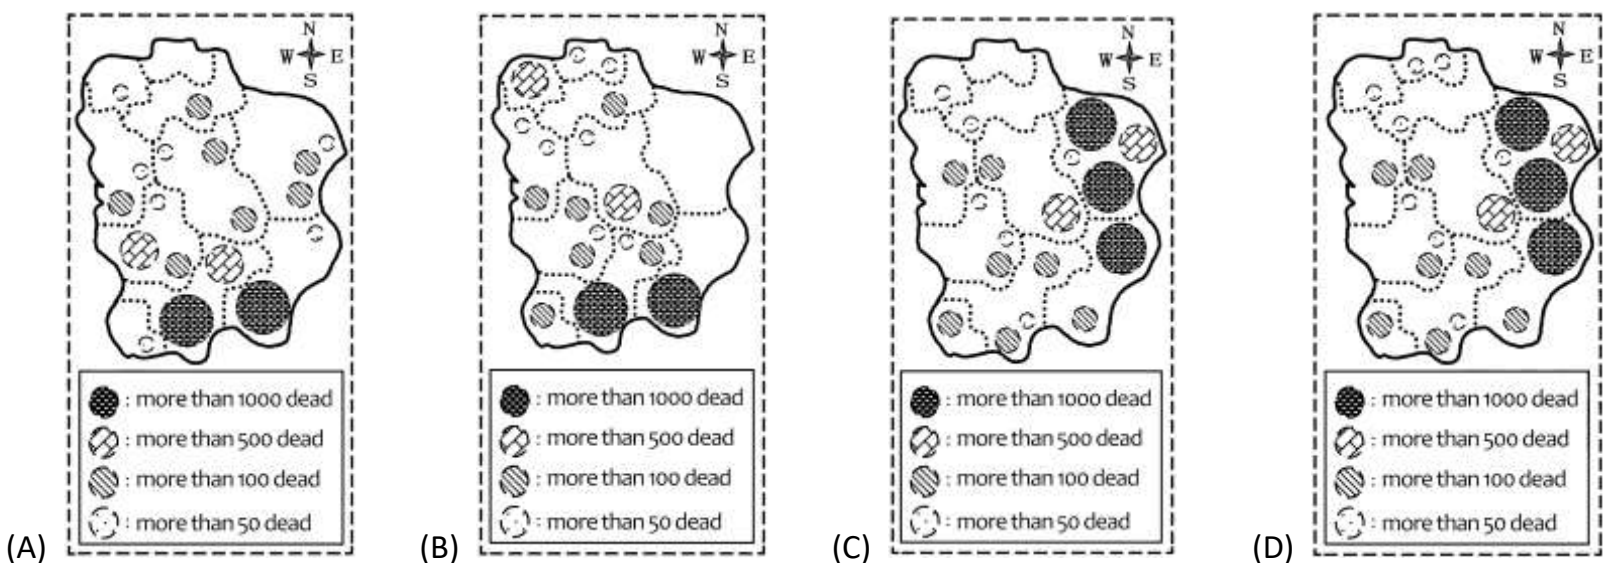 N
W E
S
: more than 1000 dead
: more than 500 dead
: more than 100 dead
: more than 50 dead
(A)
N
W E
S
: more than 1000 dead
: more than 500 dead
: more than 100 dead
: more than 50 dead
(B)
N
W E
S
: more than 1000 dead
: more than 500 dead
: more than 100 dead
: more than 50 dead
(C)
N
W E
S
: more than 1000 dead
: more than 500 dead
: more than 100 dead
: more than 50 dead
(D)